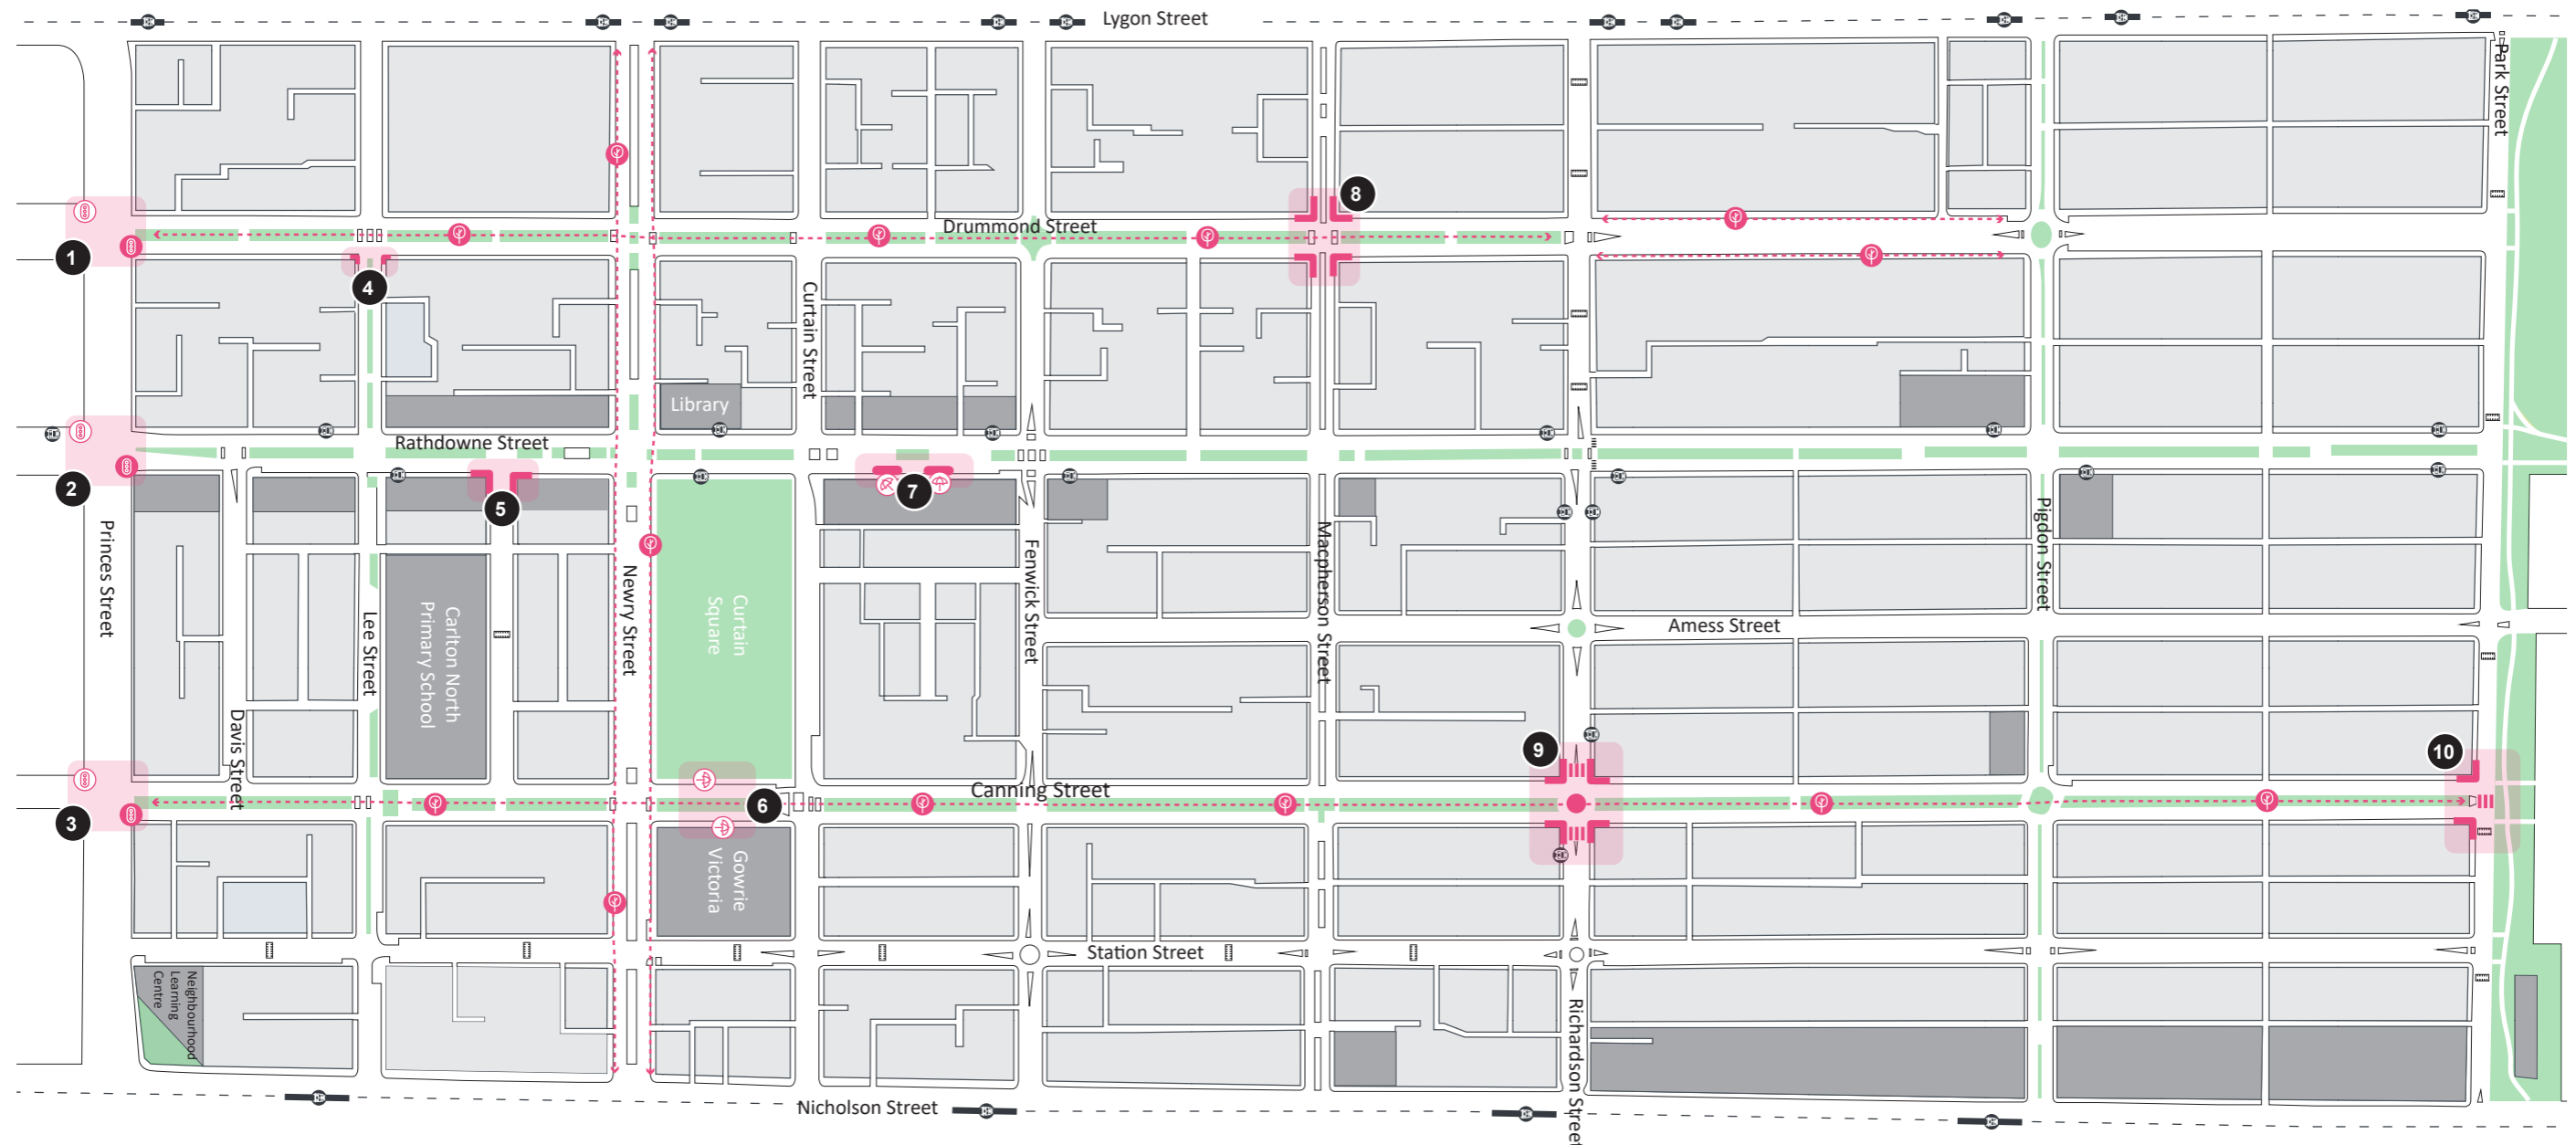 Lygon Street
Park Street
8
Drummond Street
1
4
Curtain Street
Library
Rathdowne Street
2
5
7
Princes Street
Lee Street
Carlton North
Primary School
Newry Street
Curtain
Square
Fenwick Street
Macpherson Street
Pigdon Street
Amess Street
Davis Street
9
10
Canning Street
3
6
Gowrie
Victoria
Station Street
Neighbourhood
Learning
Centre
Richardson Street
Nicholson Street